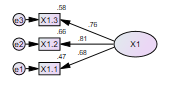 .58
e3 X1.3 .76
.66
e2 X1.2 .81 X1
.47 .68
e1 X1.1